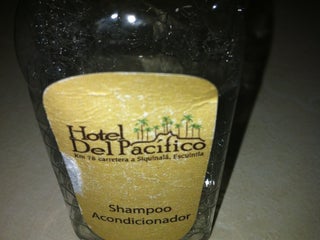 Hotel
Del Pacifico
Km 78 carretera a Siquinalá, Escuintla
Shampoo
Acondicionador